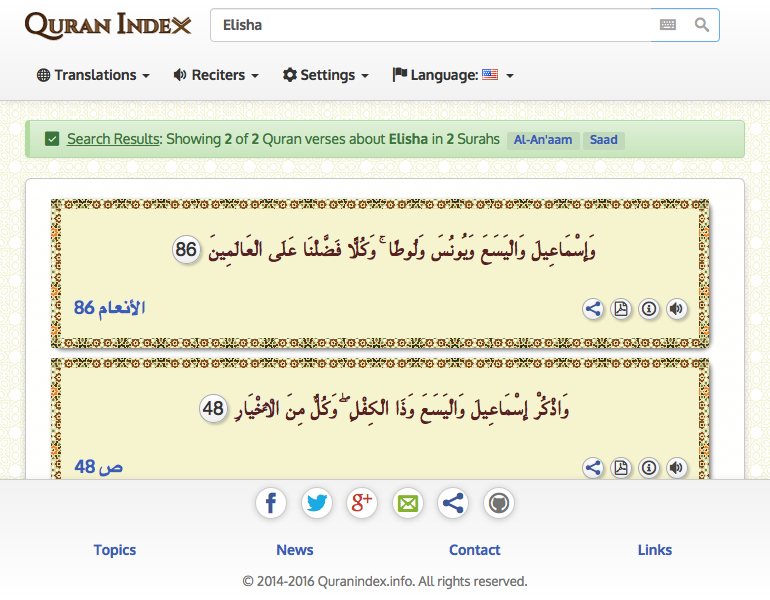 QURAN INDEX
Elisha
Translations Reciters Settings Language:
Search Results: Showing 2 of 2 Quran verses about Elisha in 2 Surahs Al-An'aam Saad
وَإِسْمَاعِيلَ وَالْيَسَعَ وَيُونُسَ وَلُوطًا ۚ وَكُلًّا فَضَّلْنَا عَلَى الْعَالَمِينَ 86
الأنعام 86
وَاذْكُرْ إِسْمَاعِيلَ وَالْيَسَعَ وَذَا الْكِفْلِ ۖ وَكُلٌّ مِنَ الْأَخْيَارِ 48
ص 48
Topics News Contact Links
© 2014-2016 Quranindex.info. All rights reserved.